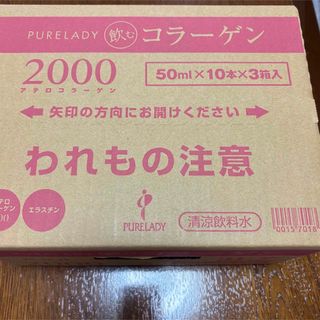 PURELADY 飲む コラーゲン
2000
アテロコラーゲン
50ml×10本×3箱入
矢印の方向にお開けください
われもの注意
エラスチン
PURELADY
清涼飲料水